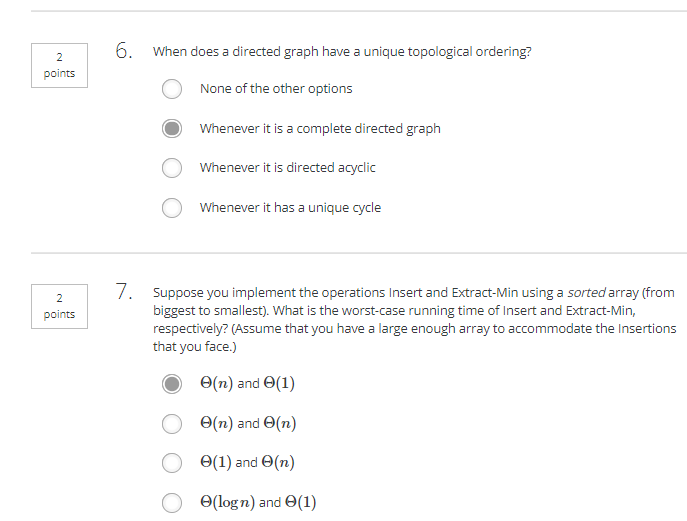 2
points
6. When does a directed graph have a unique topological ordering?
None of the other options
Whenever it is a complete directed graph
Whenever it is directed acyclic
Whenever it has a unique cycle
2
points
7. Suppose you implement the operations Insert and Extract-Min using a sorted array (from
biggest to smallest). What is the worst-case running time of Insert and Extract-Min,
respectively? (Assume that you have a large enough array to accommodate the Insertions
that you face.)
Θ(n) and Θ(1)
Θ(n) and Θ(n)
Θ(1) and Θ(n)
Θ(log n) and Θ(1)